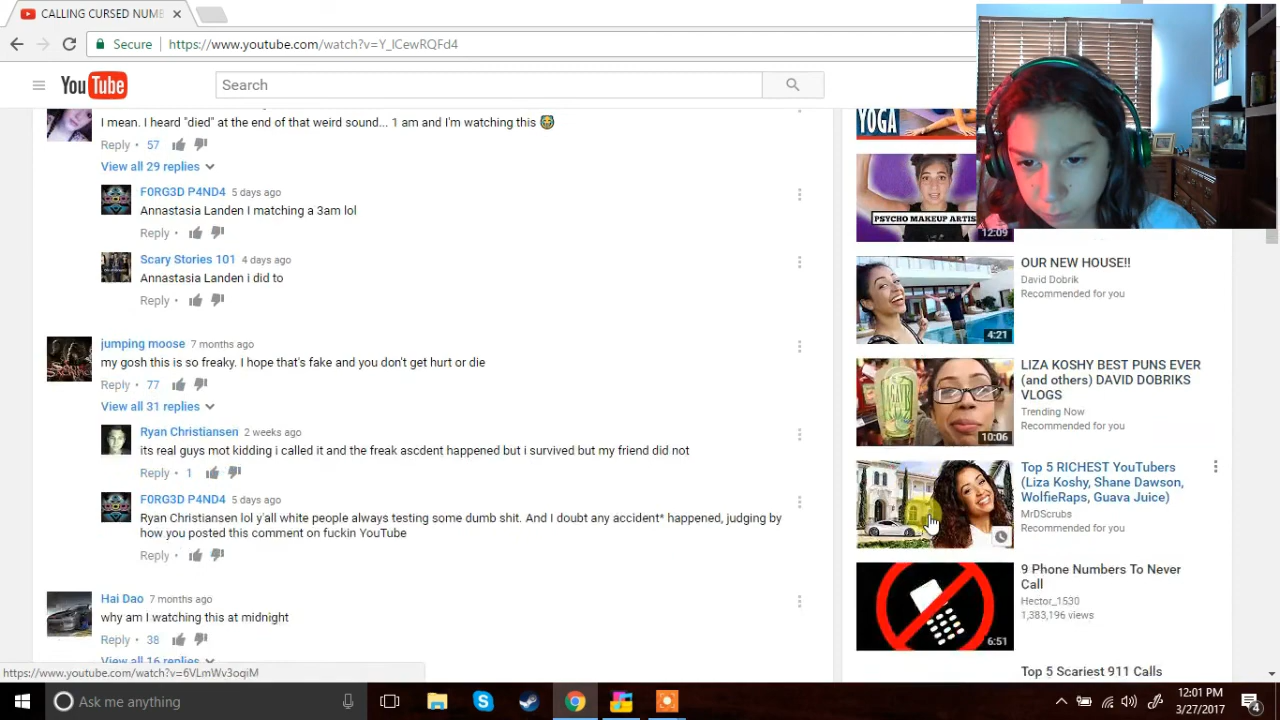 CALLING CURSED NUMB
Secure
YouTube
Search
I mean. I heard "died" at the end of that weird sound... 1 am and I'm watching this
Reply • 57
View all 29 replies
F0RG3D P4ND4 5 days ago
Annastasia Landen I matching a 3am lol
Reply •
Scary Stories 101 4 days ago
Annastasia Landen i did to
Reply •
jumping moose 7 months ago
my gosh this is so freaky. I hope that's fake and you don't get hurt or die
Reply • 77
View all 31 replies
Ryan Christiansen 2 weeks ago
its real guys mot kidding i called it and the freak ascdent happened but i survived but my friend did not
Reply • 1
F0RG3D P4ND4 5 days ago
Ryan Christiansen lol y'all white people always testing some dumb shit. And I doubt any accident* happened, judging by
how you posted this comment on fuckin YouTube
Reply •
Hai Dao 7 months ago
why am I watching this at midnight
Reply • 38
View all 16 replies
YOGA
PSYCHO MAKEUP ARTIS
12:09
OUR NEW HOUSE!!
David Dobrik
Recommended for you
4:21
LIZA KOSHY BEST PUNS EVER
(and others) DAVID DOBRIKS
VLOGS
Trending Now
Recommended for you
10:06
Top 5 RICHEST YouTubers
(Liza Koshy, Shane Dawson,
WolfieRaps, Guava Juice)
MrDScrubs
Recommended for you
9 Phone Numbers To Never
Call
Hector_1530
1,383,196 views
6:51
Top 5 Scariest 911 Calls
https://www.youtube.com/watch?v=6VLmWv3oqiM
Ask me anything
12:01 PM
3/27/2017
4